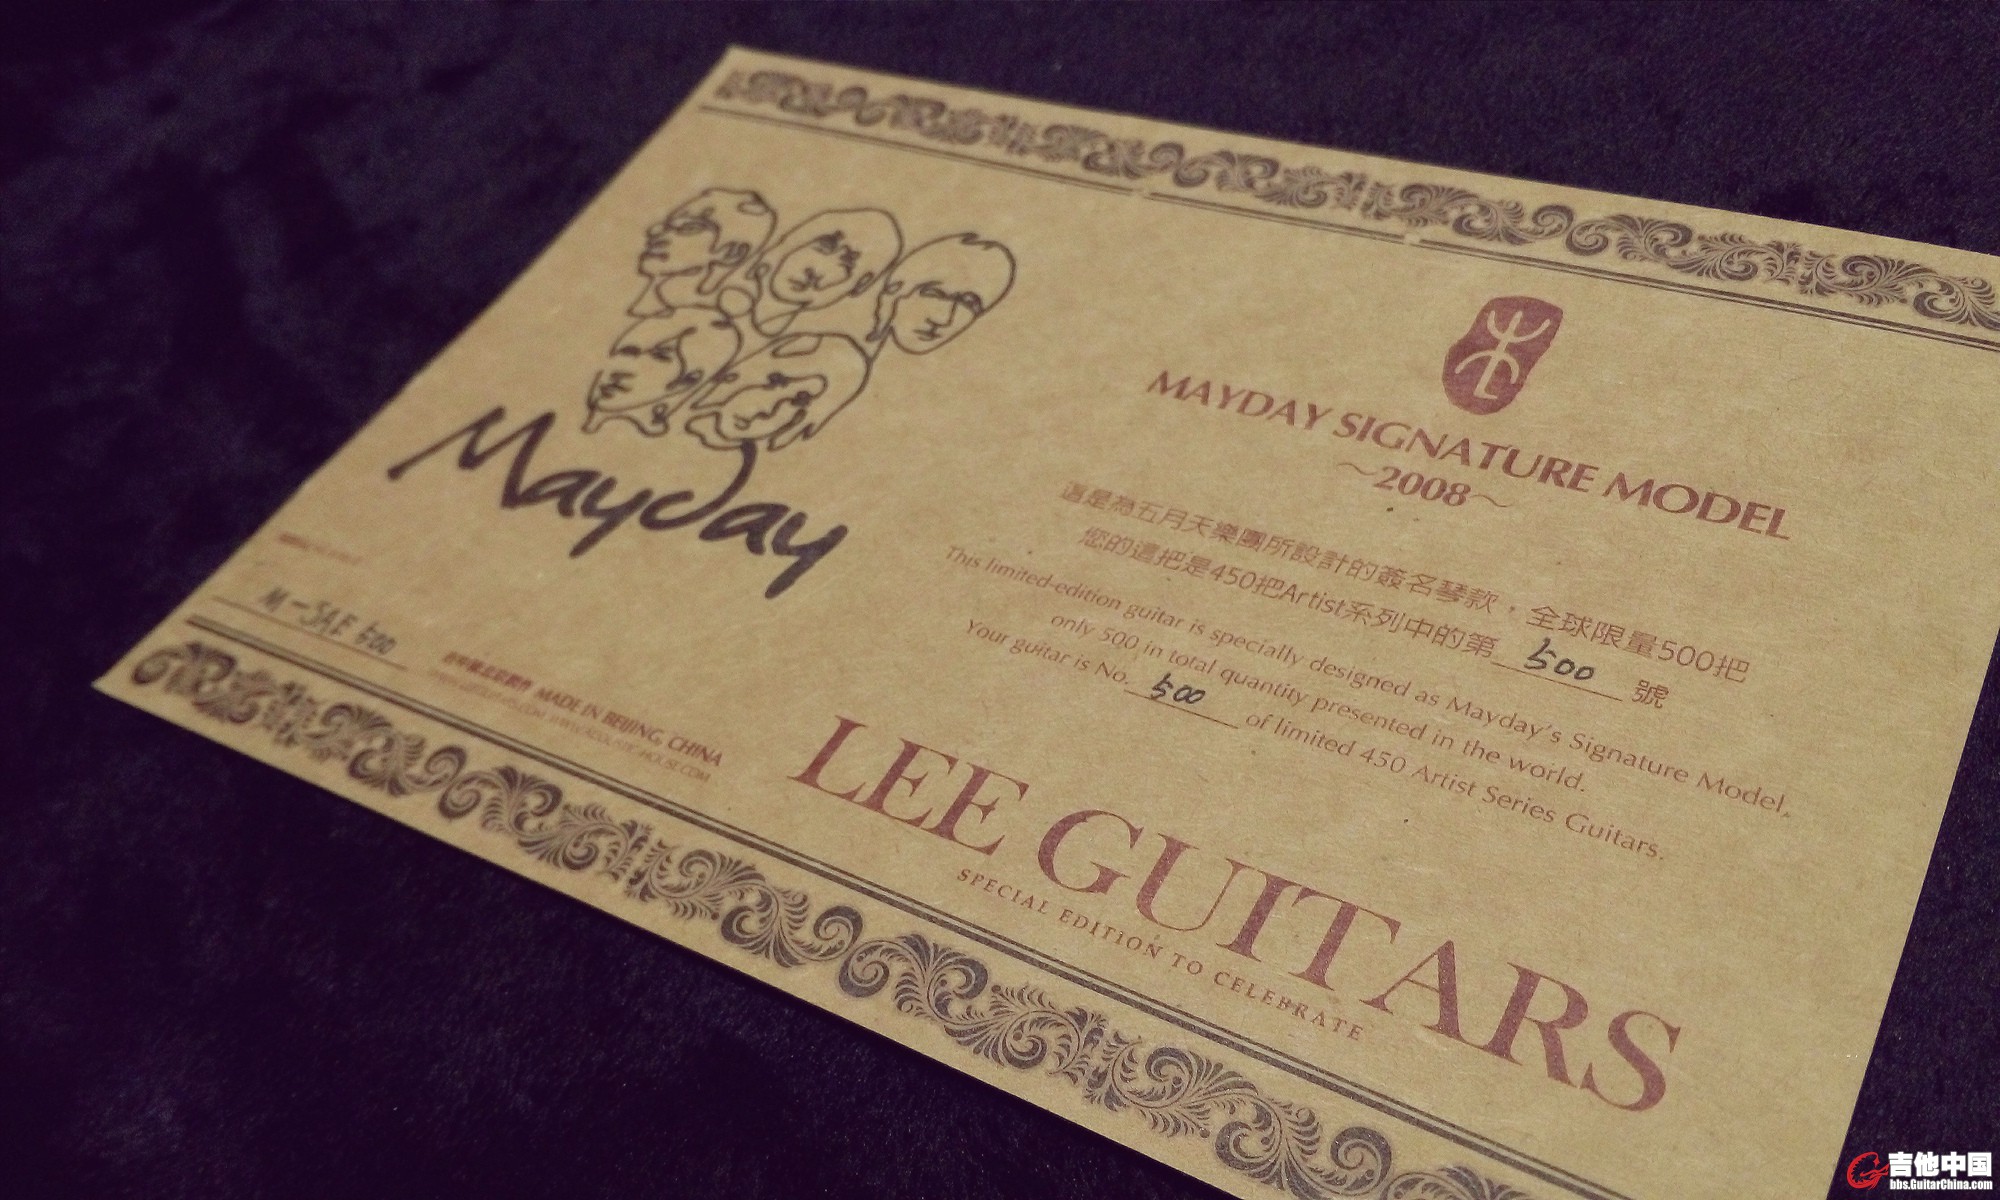 Mayday
M-JAE 500
MADE IN BEIJING, CHINA
MAYDAY SIGNATURE MODEL
~2008~
這是為五月天樂團所設計的簽名琴款，全球限量500把
您的這把是450把Artist系列中的第 500 號
This limited-edition guitar is specially designed as Mayday's Signature Model,
only 500 in total quantity presented in the world.
Your guitar is No. 500 of limited 450 Artist Series Guitars.
LEE GUITARS
SPECIAL EDITION TO CELEBRATE
吉他中国
bbs.GuitarChina.com